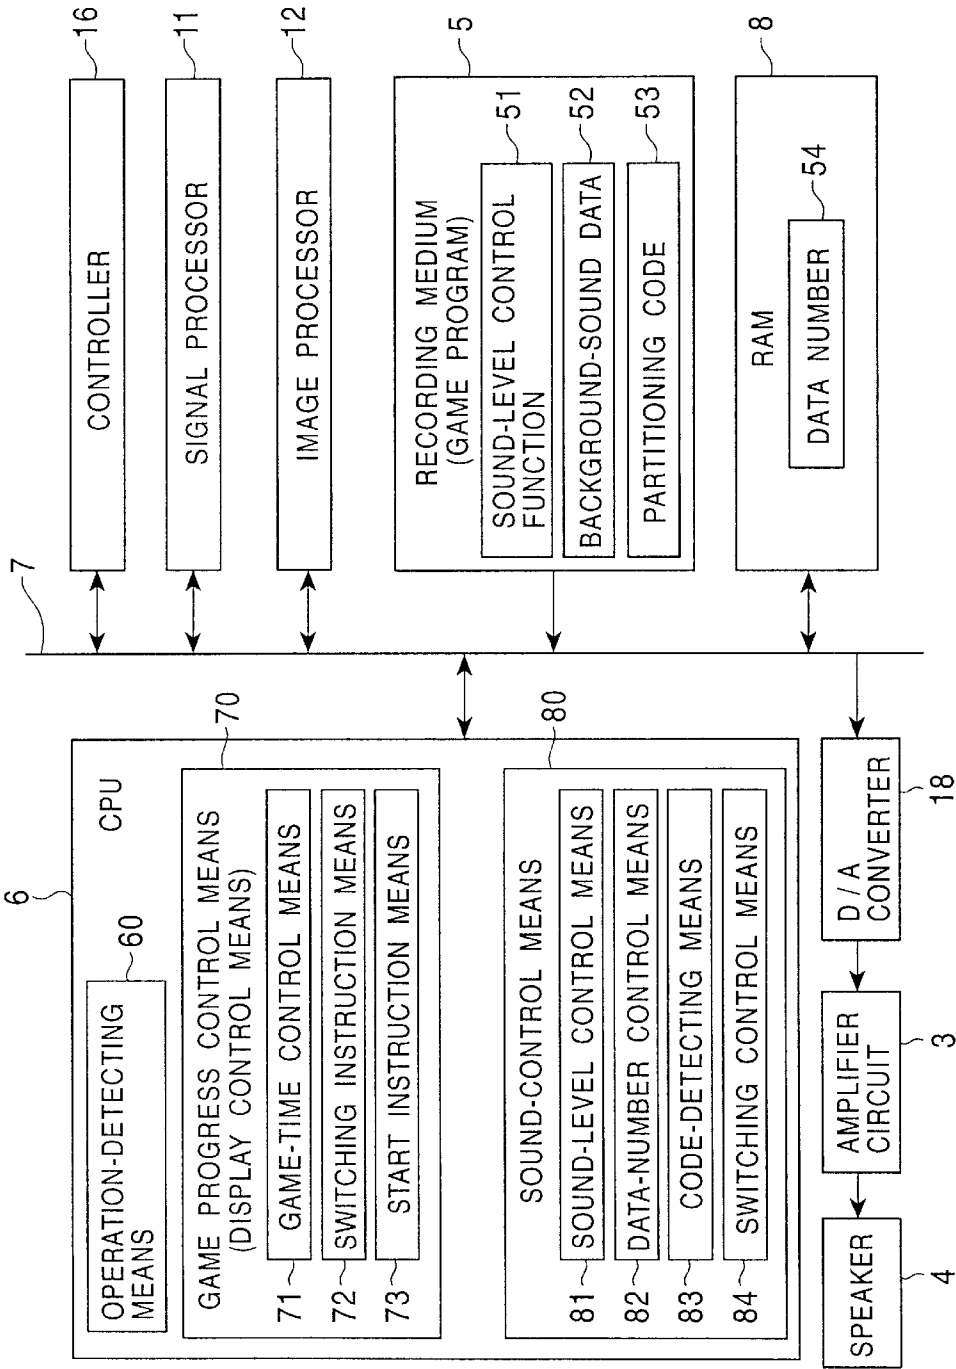 6
CPU
OPERATION-DETECTING
MEANS
60
GAME PROGRESS CONTROL MEANS
(DISPLAY CONTROL MEANS)
70
71
GAME-TIME CONTROL MEANS
72
SWITCHING INSTRUCTION MEANS
73
START INSTRUCTION MEANS
SOUND-CONTROL MEANS
80
81
SOUND-LEVEL CONTROL MEANS
82
DATA-NUMBER CONTROL MEANS
83
CODE-DETECTING MEANS
84
SWITCHING CONTROL MEANS
SPEAKER
4
AMPLIFIER
CIRCUIT
3
D / A
CONVERTER
18
7
CONTROLLER
16
SIGNAL PROCESSOR
11
IMAGE PROCESSOR
12
5
RECORDING MEDIUM
(GAME PROGRAM)
SOUND-LEVEL CONTROL
FUNCTION
51
BACKGROUND-SOUND DATA
52
PARTITIONING CODE
53
8
RAM
DATA NUMBER
54